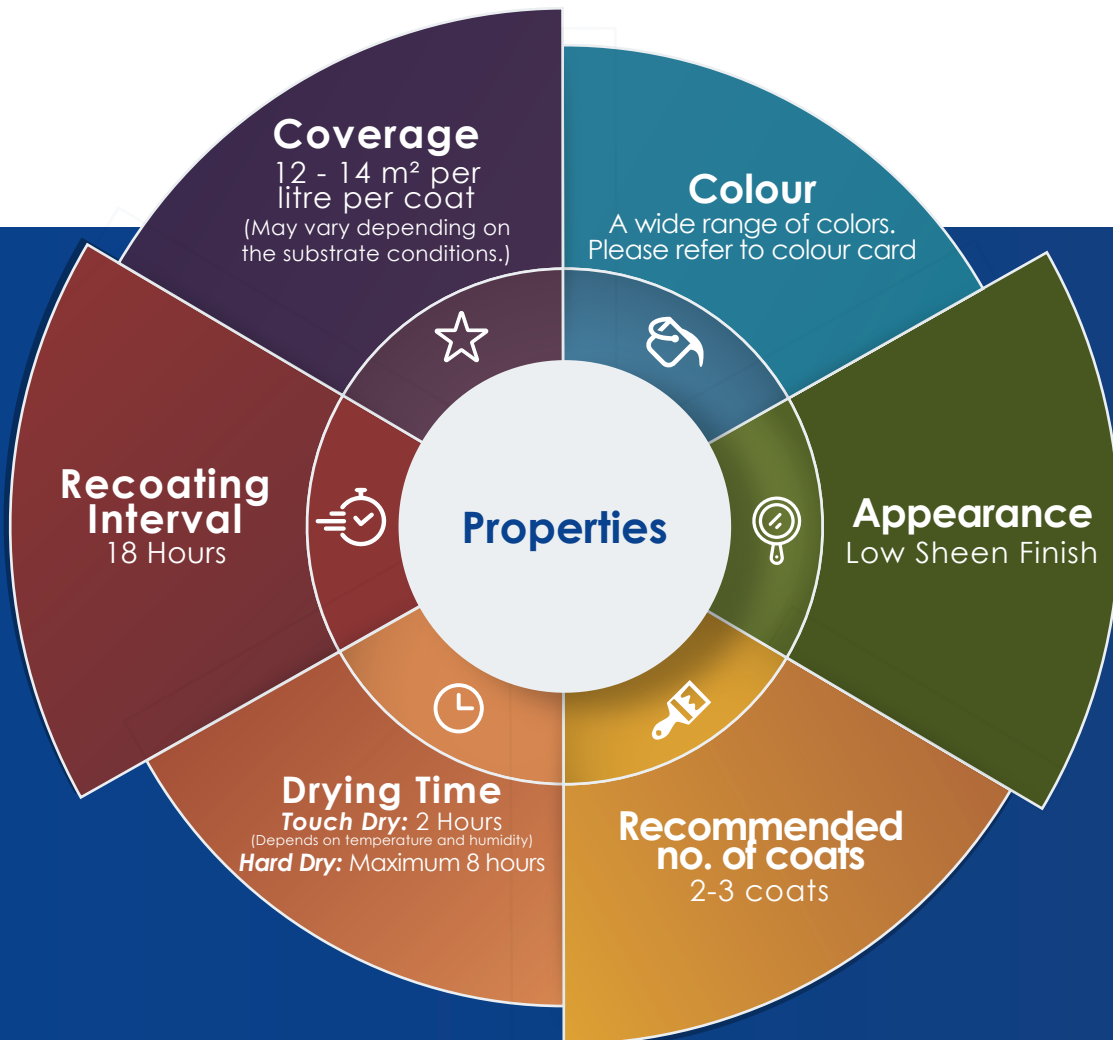 Coverage
12 - 14 m² per
litre per coat
(May vary depending on
the substrate conditions.)
Colour
A wide range of colors.
Please refer to colour card
Recoating
Interval
18 Hours
Properties
Appearance
Low Sheen Finish
Drying Time
Touch Dry: 2 Hours
(Depends on temperature and humidity)
Hard Dry: Maximum 8 hours
Recommended
no. of coats
2-3 coats